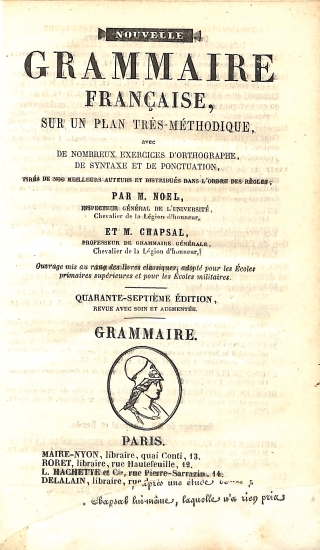 NOUVELLE
GRAMMAIRE
FRANÇAISE,
SUR UN PLAN TRÈS-MÉTHODIQUE,
avec
DE NOMBREUX EXERCICES D'ORTHOGRAPHE,
DE SYNTAXE ET DE PONCTUATION,
TIRÉS DE NOS MEILLEURS AUTEURS ET DISTRIBUÉS DANS L'ORDRE DES RÈGLES;
PAR M. NOEL,
INSPECTEUR GÉNÉRAL DE L'UNIVERSITÉ,
Chevalier de la Légion d'honneur,
ET M. CHAPSAL,
PROFESSEUR DE GRAMMAIRE GÉNÉRALE,
Chevalier de la Légion d'honneur,
Ouvrage mis au rang des livres classiques, adopté pour les Écoles
primaires supérieures et pour les Écoles militaires.
QUARANTE-SEPTIÈME ÉDITION,
REVUE AVEC SOIN ET AUGMENTÉE.
GRAMMAIRE.
PARIS.
MAIRE-NYON, libraire, quai Conti, 13,
RORET, libraire, rue Hautefeuille, 12,
L. HACHETTE et Cie, rue Pierre-Sarrazin, 14,
DELALAIN, libraire, rue après une étude
Chapsal lui-même, laquelle n'a rien pris